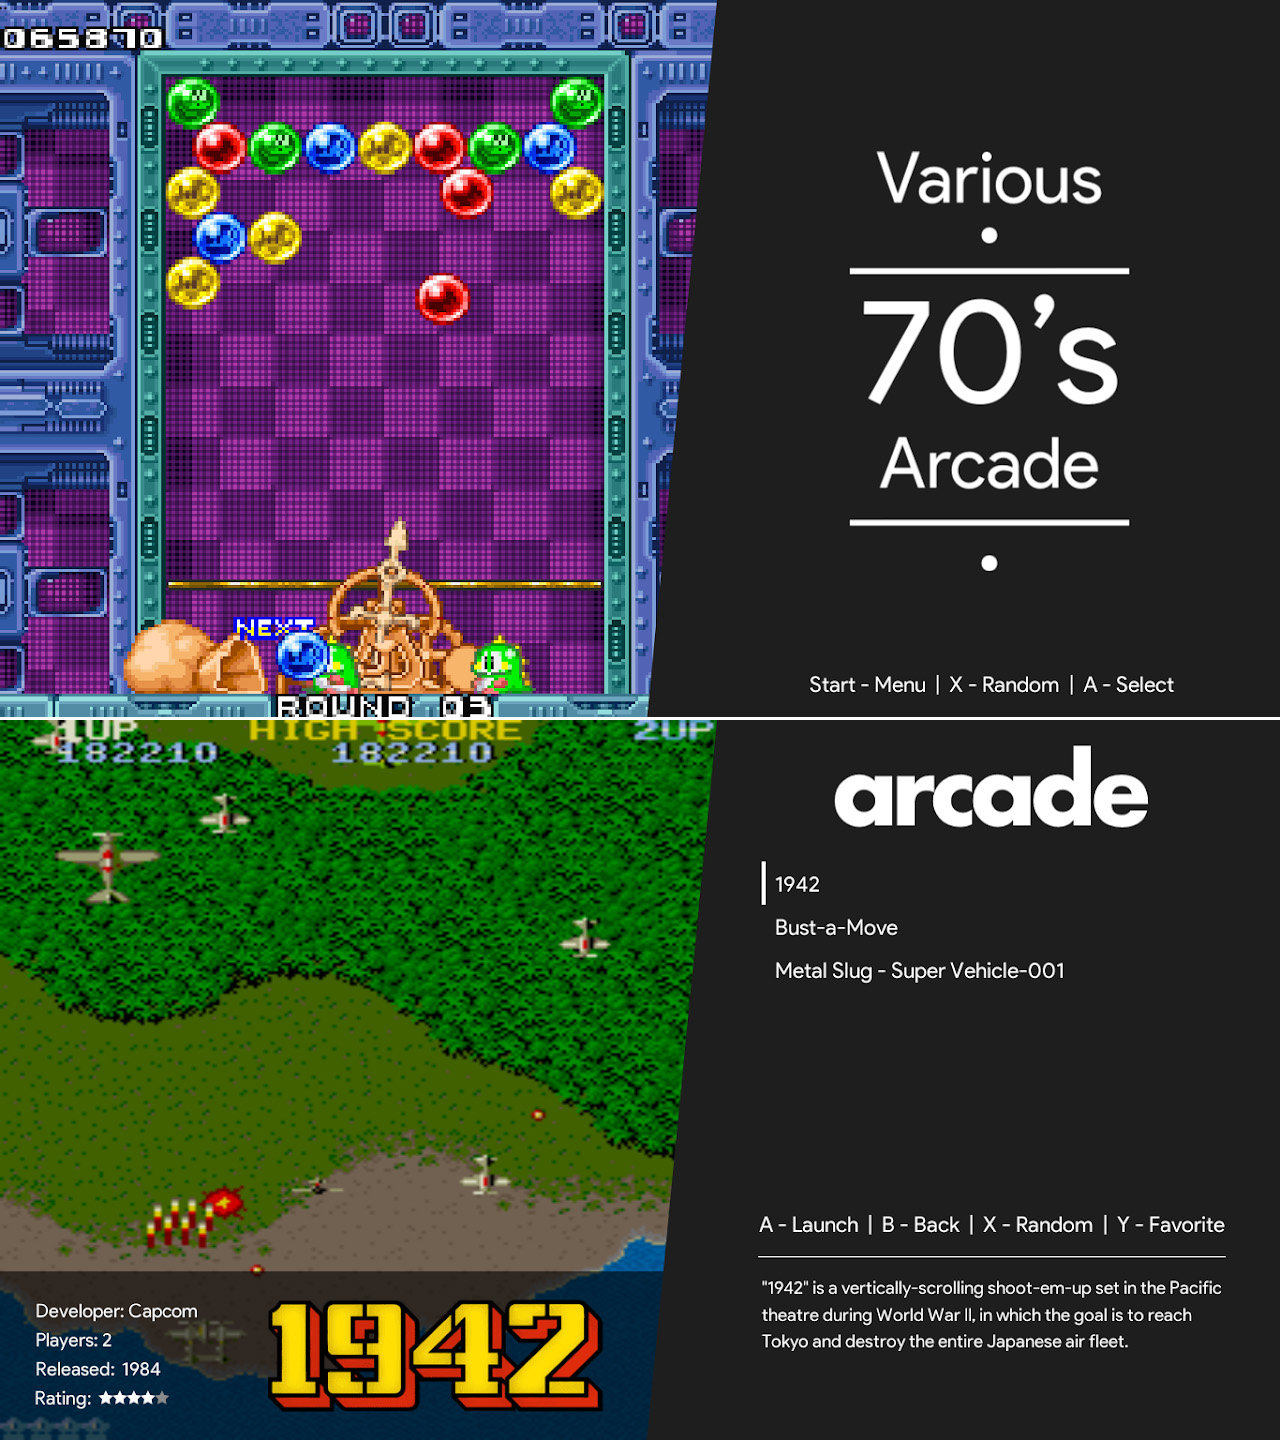 065870
NEXT
ROUND 03
Various
70's
Arcade
Start - Menu | X - Random | A - Select
1UP HIGH SCORE 2UP
182210 182210
Developer: Capcom
Players: 2
Released: 1984
Rating:
1942
arcade
1942
Bust-a-Move
Metal Slug - Super Vehicle-001
A - Launch | B - Back | X - Random | Y - Favorite
"1942" is a vertically-scrolling shoot-em-up set in the Pacific
theatre during World War II, in which the goal is to reach
Tokyo and destroy the entire Japanese air fleet.